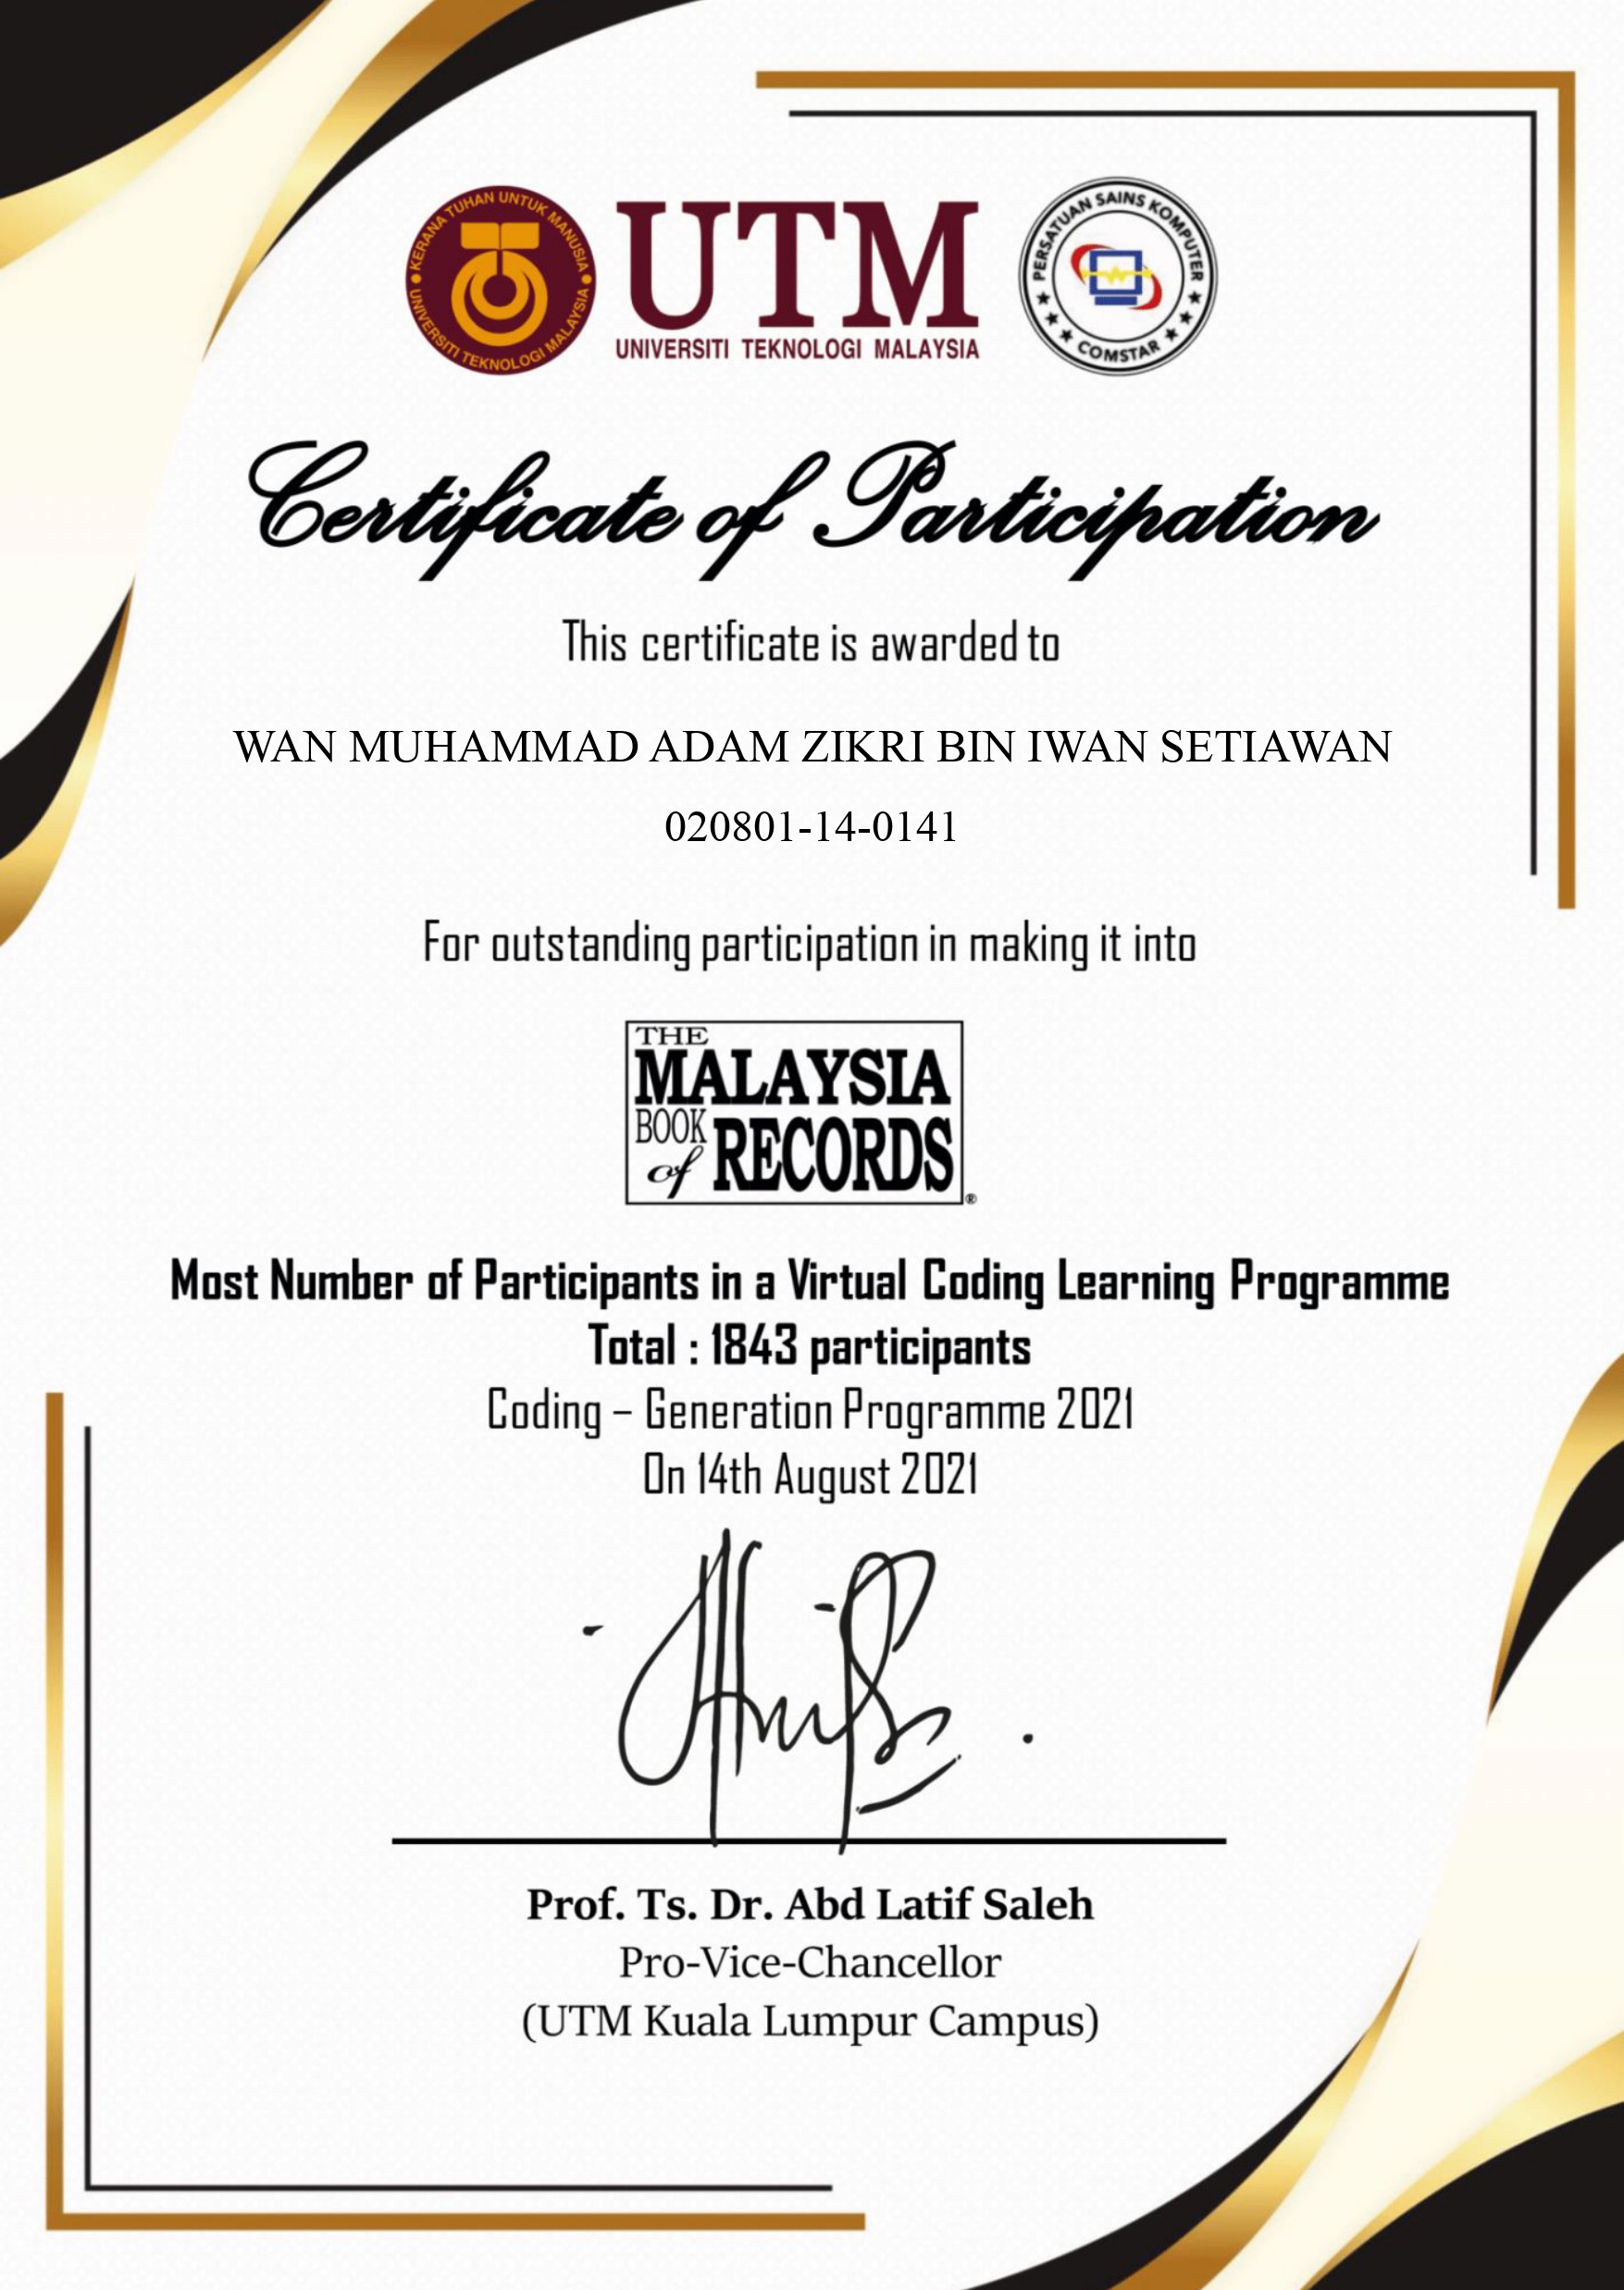 KERANA TUHAN UNTUK MANUSIA
UNIVERSITI TEKNOLOGI MALAYSIA
UTM
UNIVERSITI TEKNOLOGI MALAYSIA
PERSATUAN SAINS KOMPUTER
COMSTAR
Certificate of Participation
This certificate is awarded to
WAN MUHAMMAD ADAM ZIKRI BIN IWAN SETIAWAN
020801-14-0141
For outstanding participation in making it into
THE
MALAYSIA
BOOK
of RECORDS®
Most Number of Participants in a Virtual Coding Learning Programme
Total : 1843 participants
Coding – Generation Programme 2021
On 14th August 2021
Prof. Ts. Dr. Abd Latif Saleh
Pro-Vice-Chancellor
(UTM Kuala Lumpur Campus)